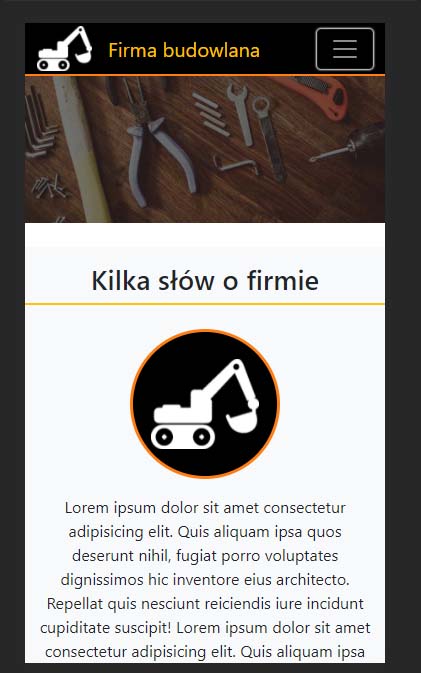 Firma budowlana
Kilka słów o firmie
Lorem ipsum dolor sit amet consectetur
adipisicing elit. Quis aliquam ipsa quos
deserunt nihil, fugiat porro voluptates
dignissimos hic inventore eius architecto.
Repellat quis nesciunt reiciendis iure incidunt
cupiditate suscipit! Lorem ipsum dolor sit amet
consectetur adipisicing elit. Quis aliquam ipsa